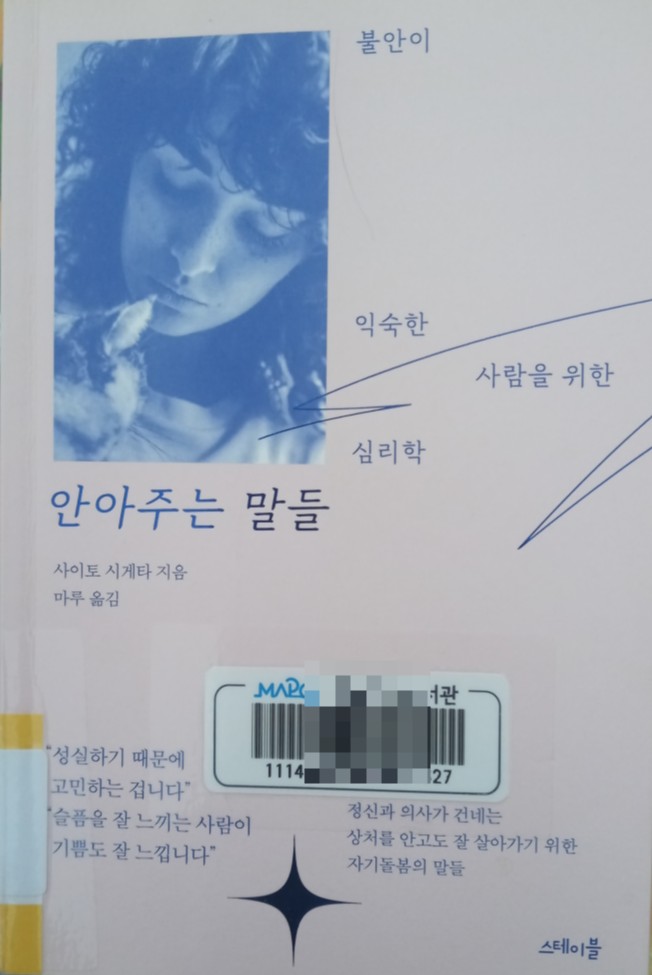 불안이
익숙한
사람을 위한
심리학
안아주는 말들
사이토 시게타 지음
마루 옮김
서관
1114
27
“성실하기 때문에
고민하는 겁니다”
“슬픔을 잘 느끼는 사람이
기쁨도 잘 느낍니다”
정신과 의사가 건네는
상처를 안고도 잘 살아가기 위한
자기돌봄의 말들
스테이블